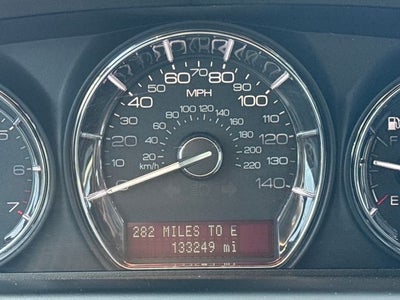 60 70 80
50 90
MPH
40 100
80 100 120 140
30 60 160 110
40 180
20 200 120
10 20 km/h 220 130
140
5
6
7
F
E
282 MILES TO E
133249 mi